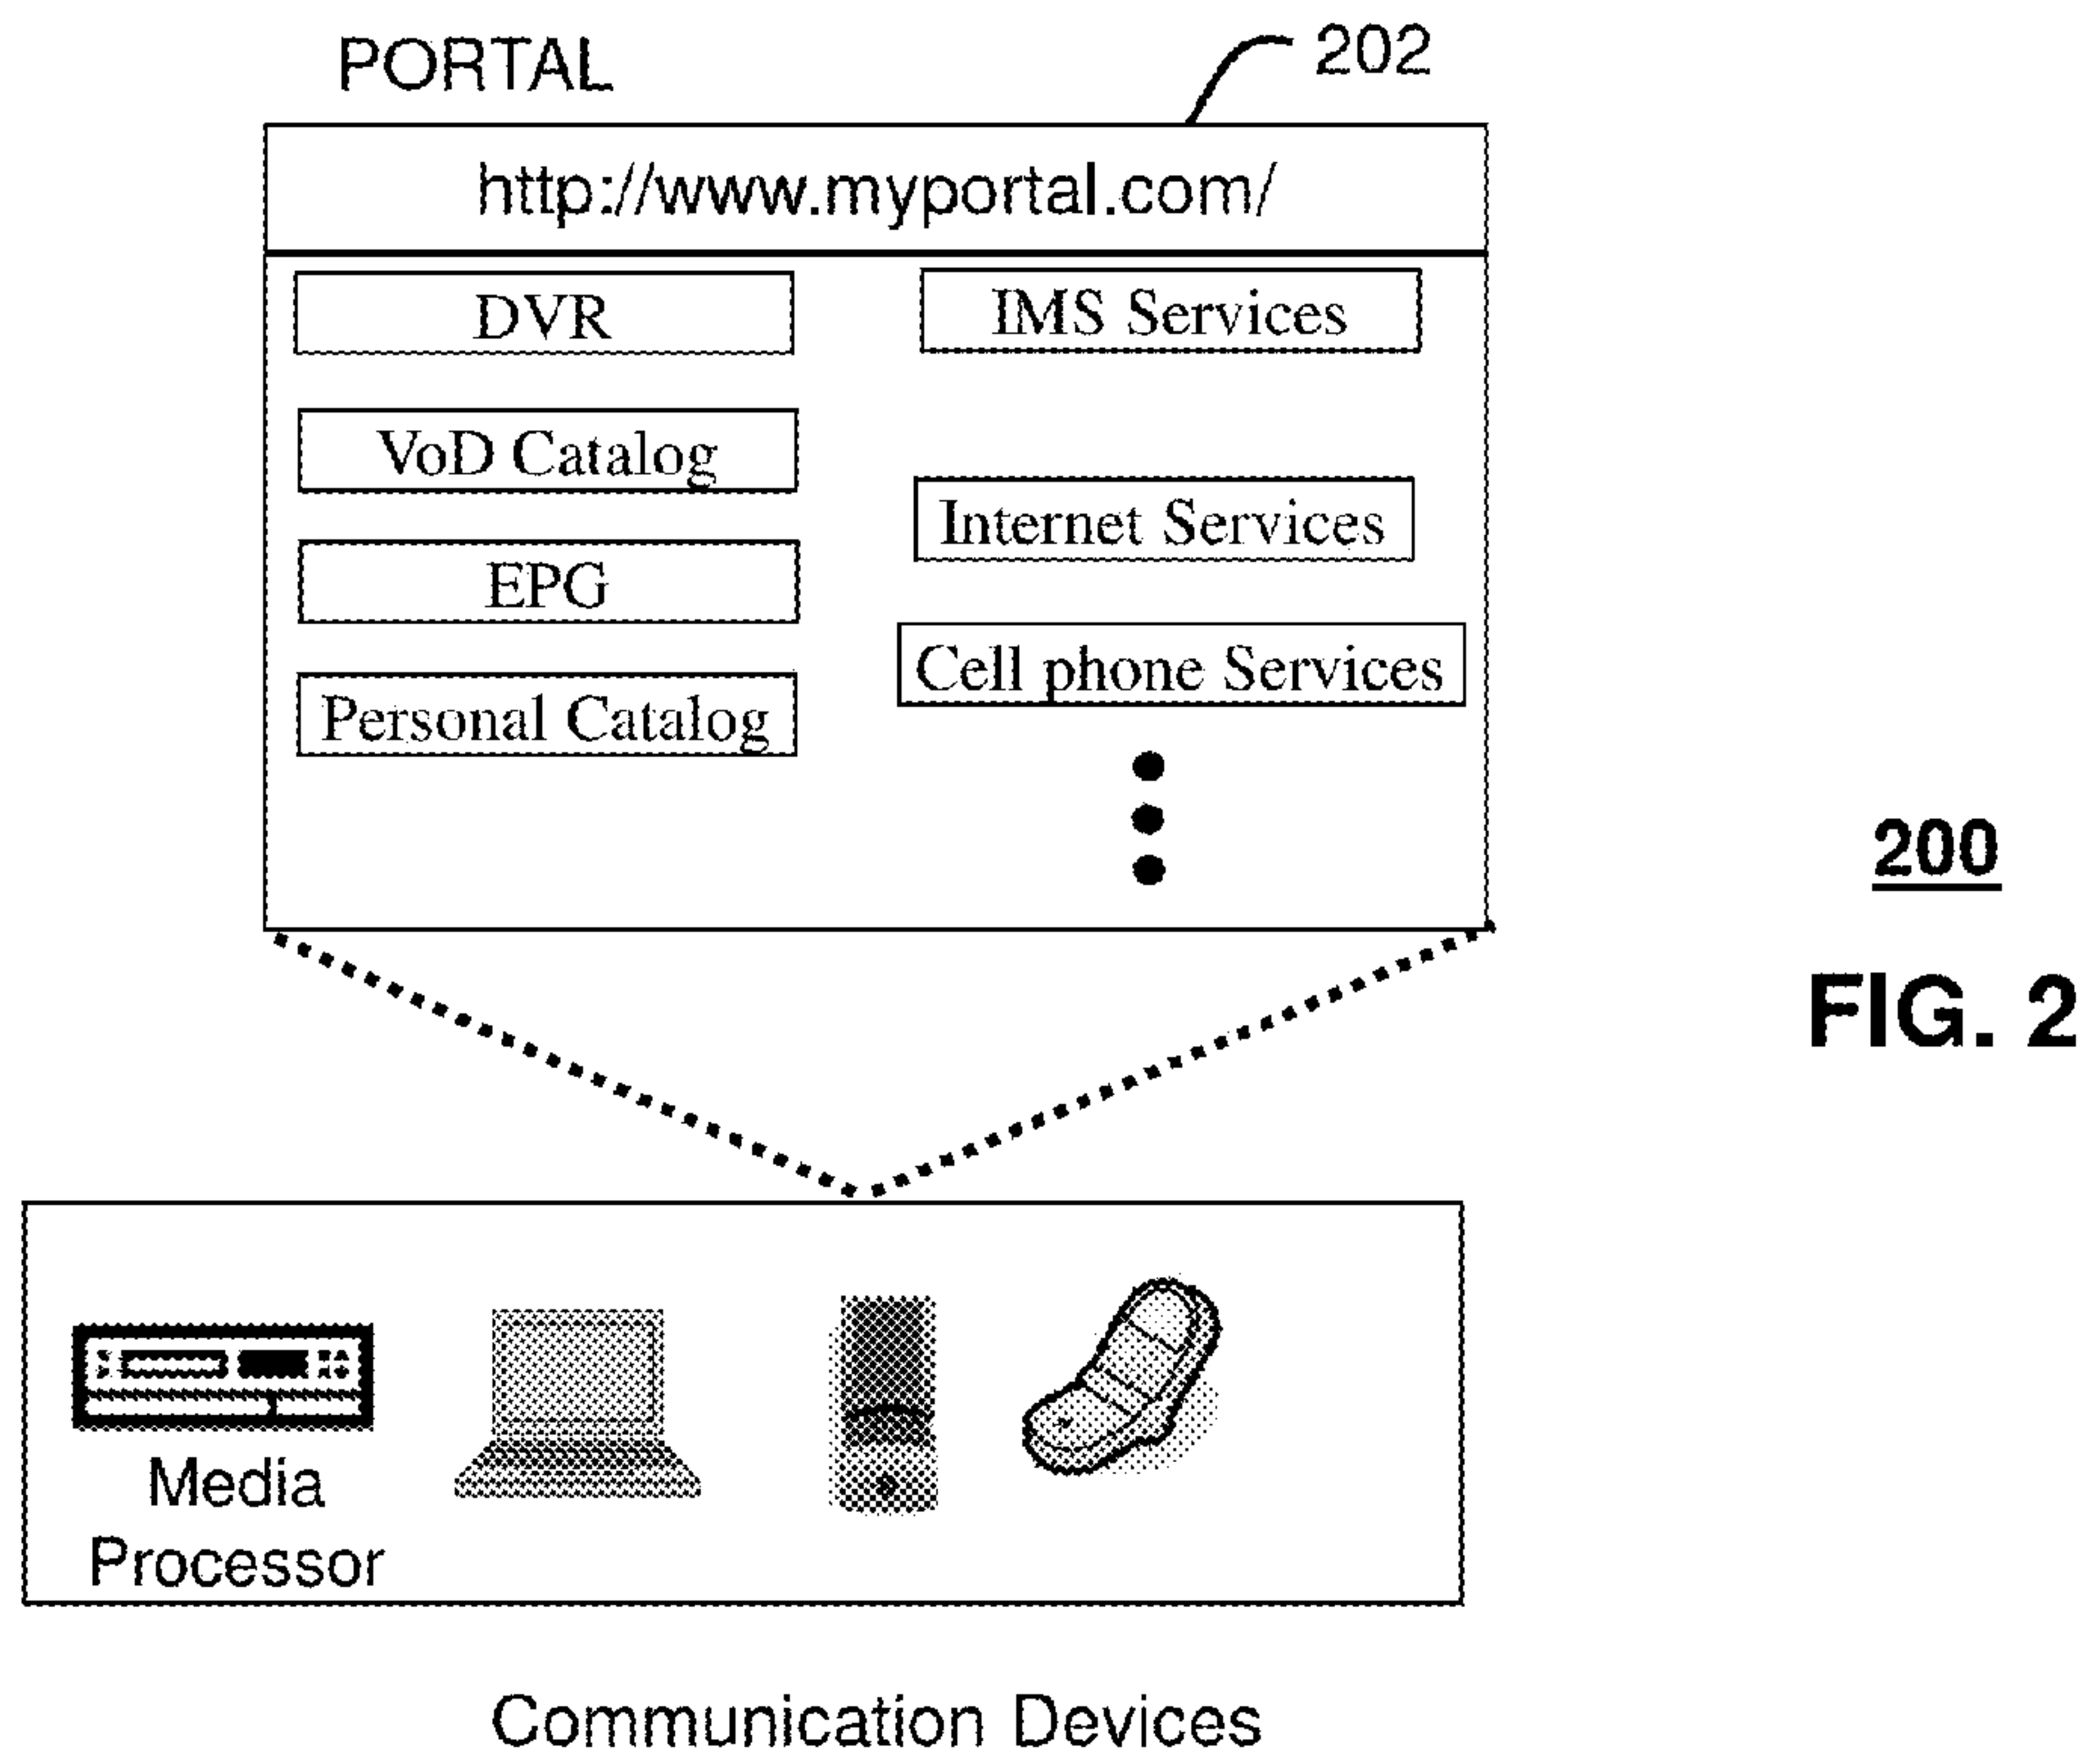 PORTAL
202
http://www.myportal.com/
DVR
IMS Services
VoD Catalog
Internet Services
EPG
Cell phone Services
Personal Catalog
200
FIG. 2
Media
Processor
Communication Devices